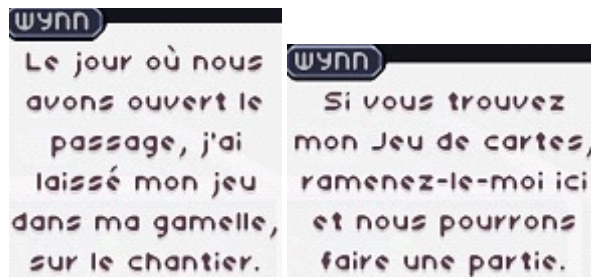 Wynn
Le jour où nous
avons ouvert le
passage, j'ai
laissé mon jeu
dans ma gamelle,
sur le chantier.
Wynn
Si vous trouvez
mon Jeu de cartes,
ramenez-le-moi ici
et nous pourrons
faire une partie.